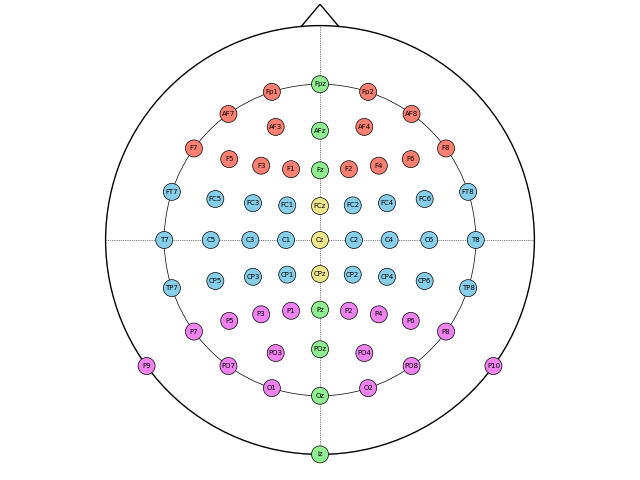 Fpz
Fp1 Fp2
AF7 AF8
AF3 AFz AF4
F7 F8
F5 F3 F1 Fz F2 F4 F6
FT7 FT8
FC5 FC3 FC1 FCz FC2 FC4 FC6
T7 C5 C3 C1 Cz C2 C4 C6 T8
CP5 CP3 CP1 CPz CP2 CP4 CP6
TP7 TP8
P5 P3 P1 Pz P2 P4 P6
P7 P8
PO3 POz PO4
P9 PO7 PO8 P10
O1 Oz O2
Iz